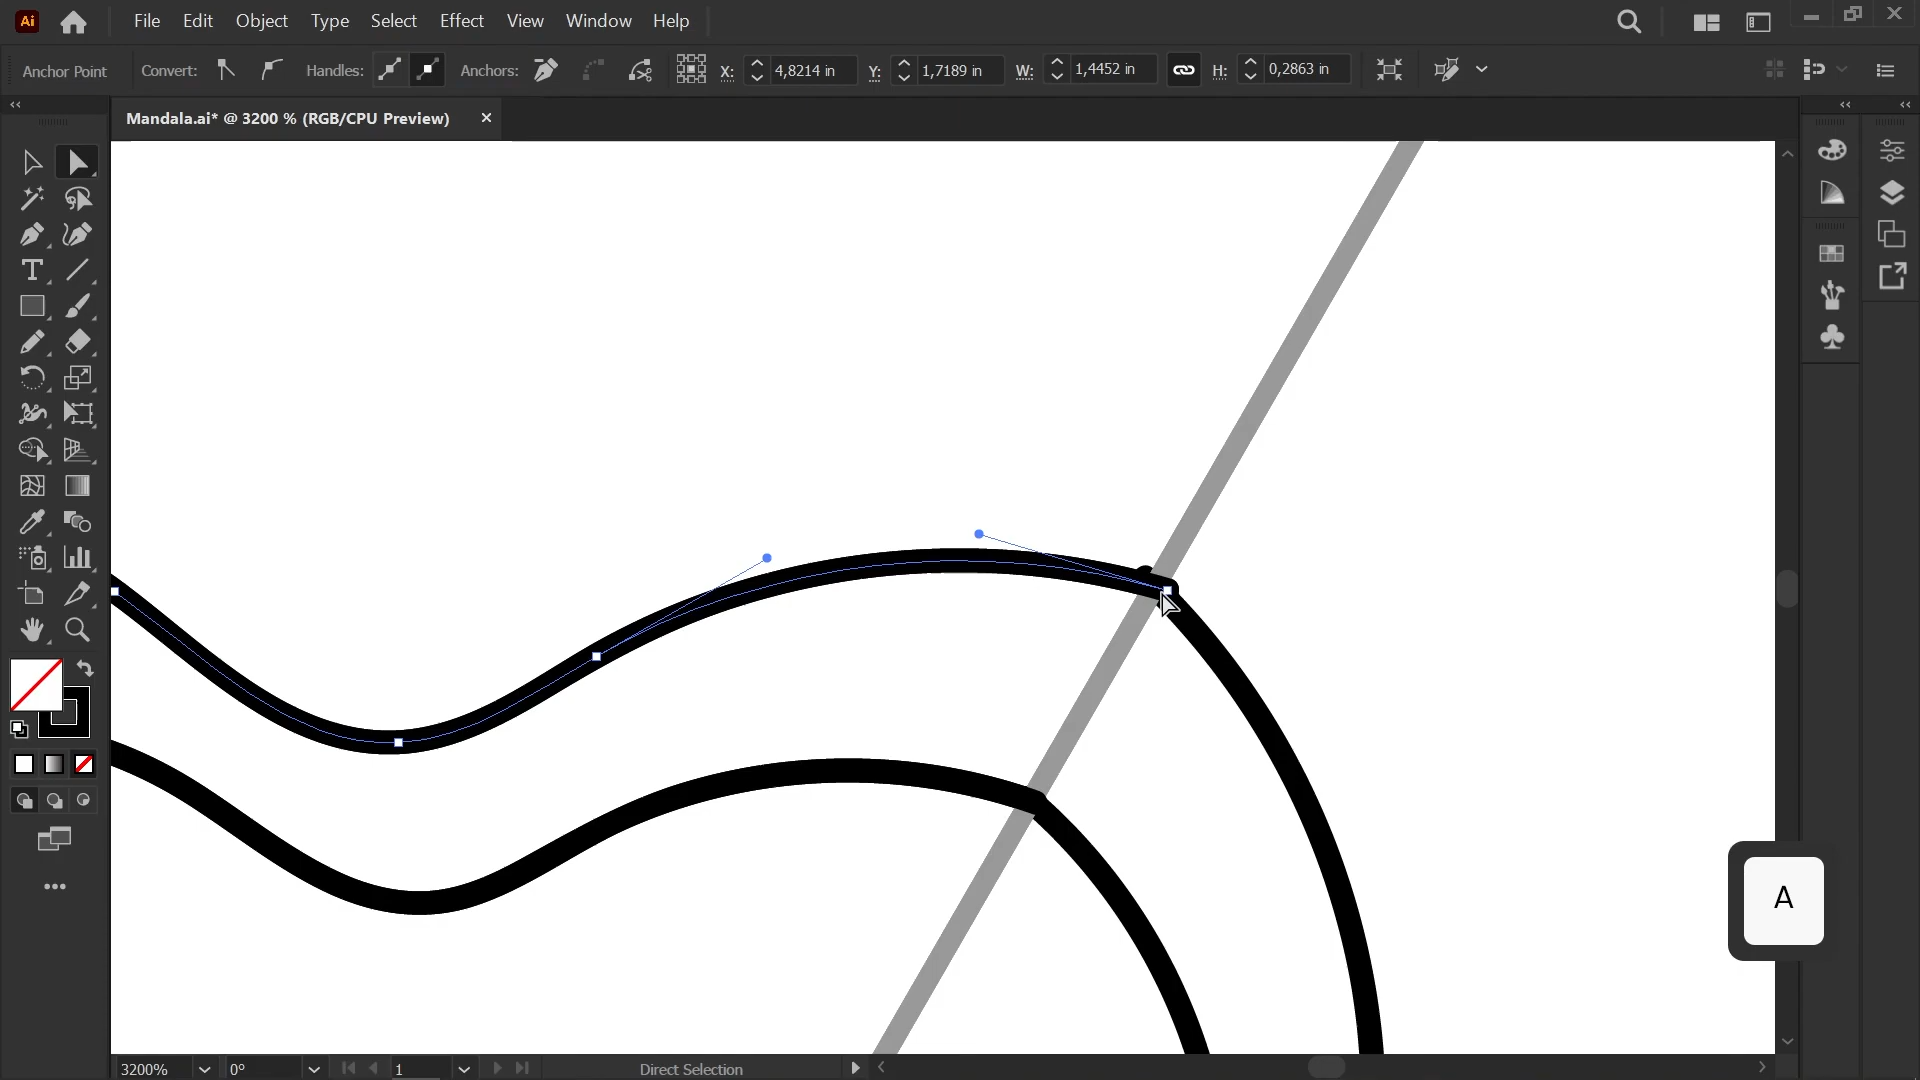 Ai File Edit Object Type Select Effect View Window Help
Anchor Point Convert: Handles: Anchors: X: 4,8214 in Y: 1,7189 in W: 1,4452 in H: 0,2863 in
Mandala.ai* @ 3200 % (RGB/CPU Preview)
A
3200% 0° 1 Direct Selection